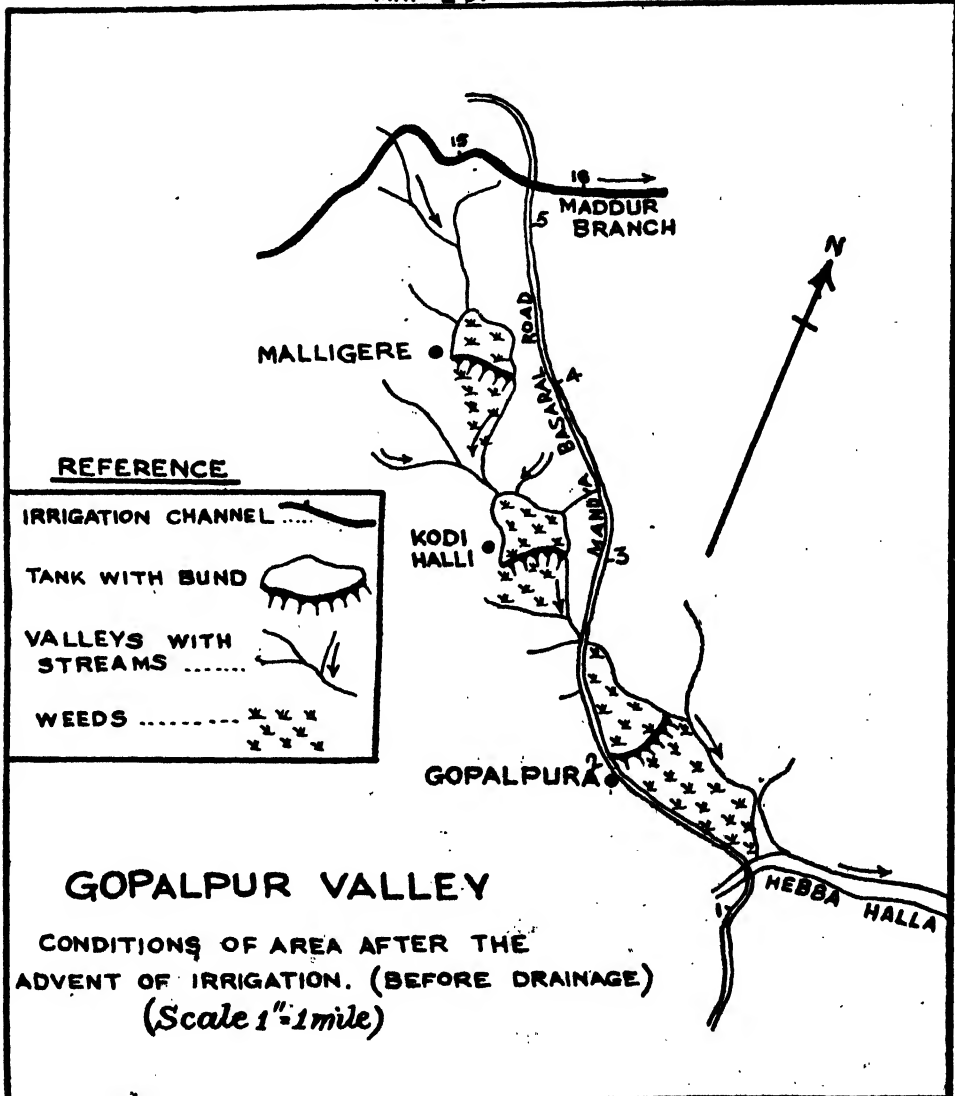 15
16
MADDUR
BRANCH
5
N
MALLIGERE
MANDYA BASARAL ROAD
4
REFERENCE
IRRIGATION CHANNEL .....
TANK WITH BUND
VALLEYS WITH
STREAMS .......
WEEDS .........
KODI
HALLI
3
2
GOPALPURA
HEBBA HALLA
1
GOPALPUR VALLEY
CONDITIONS OF AREA AFTER THE
ADVENT OF IRRIGATION. (BEFORE DRAINAGE)
(Scale 1"=1mile)